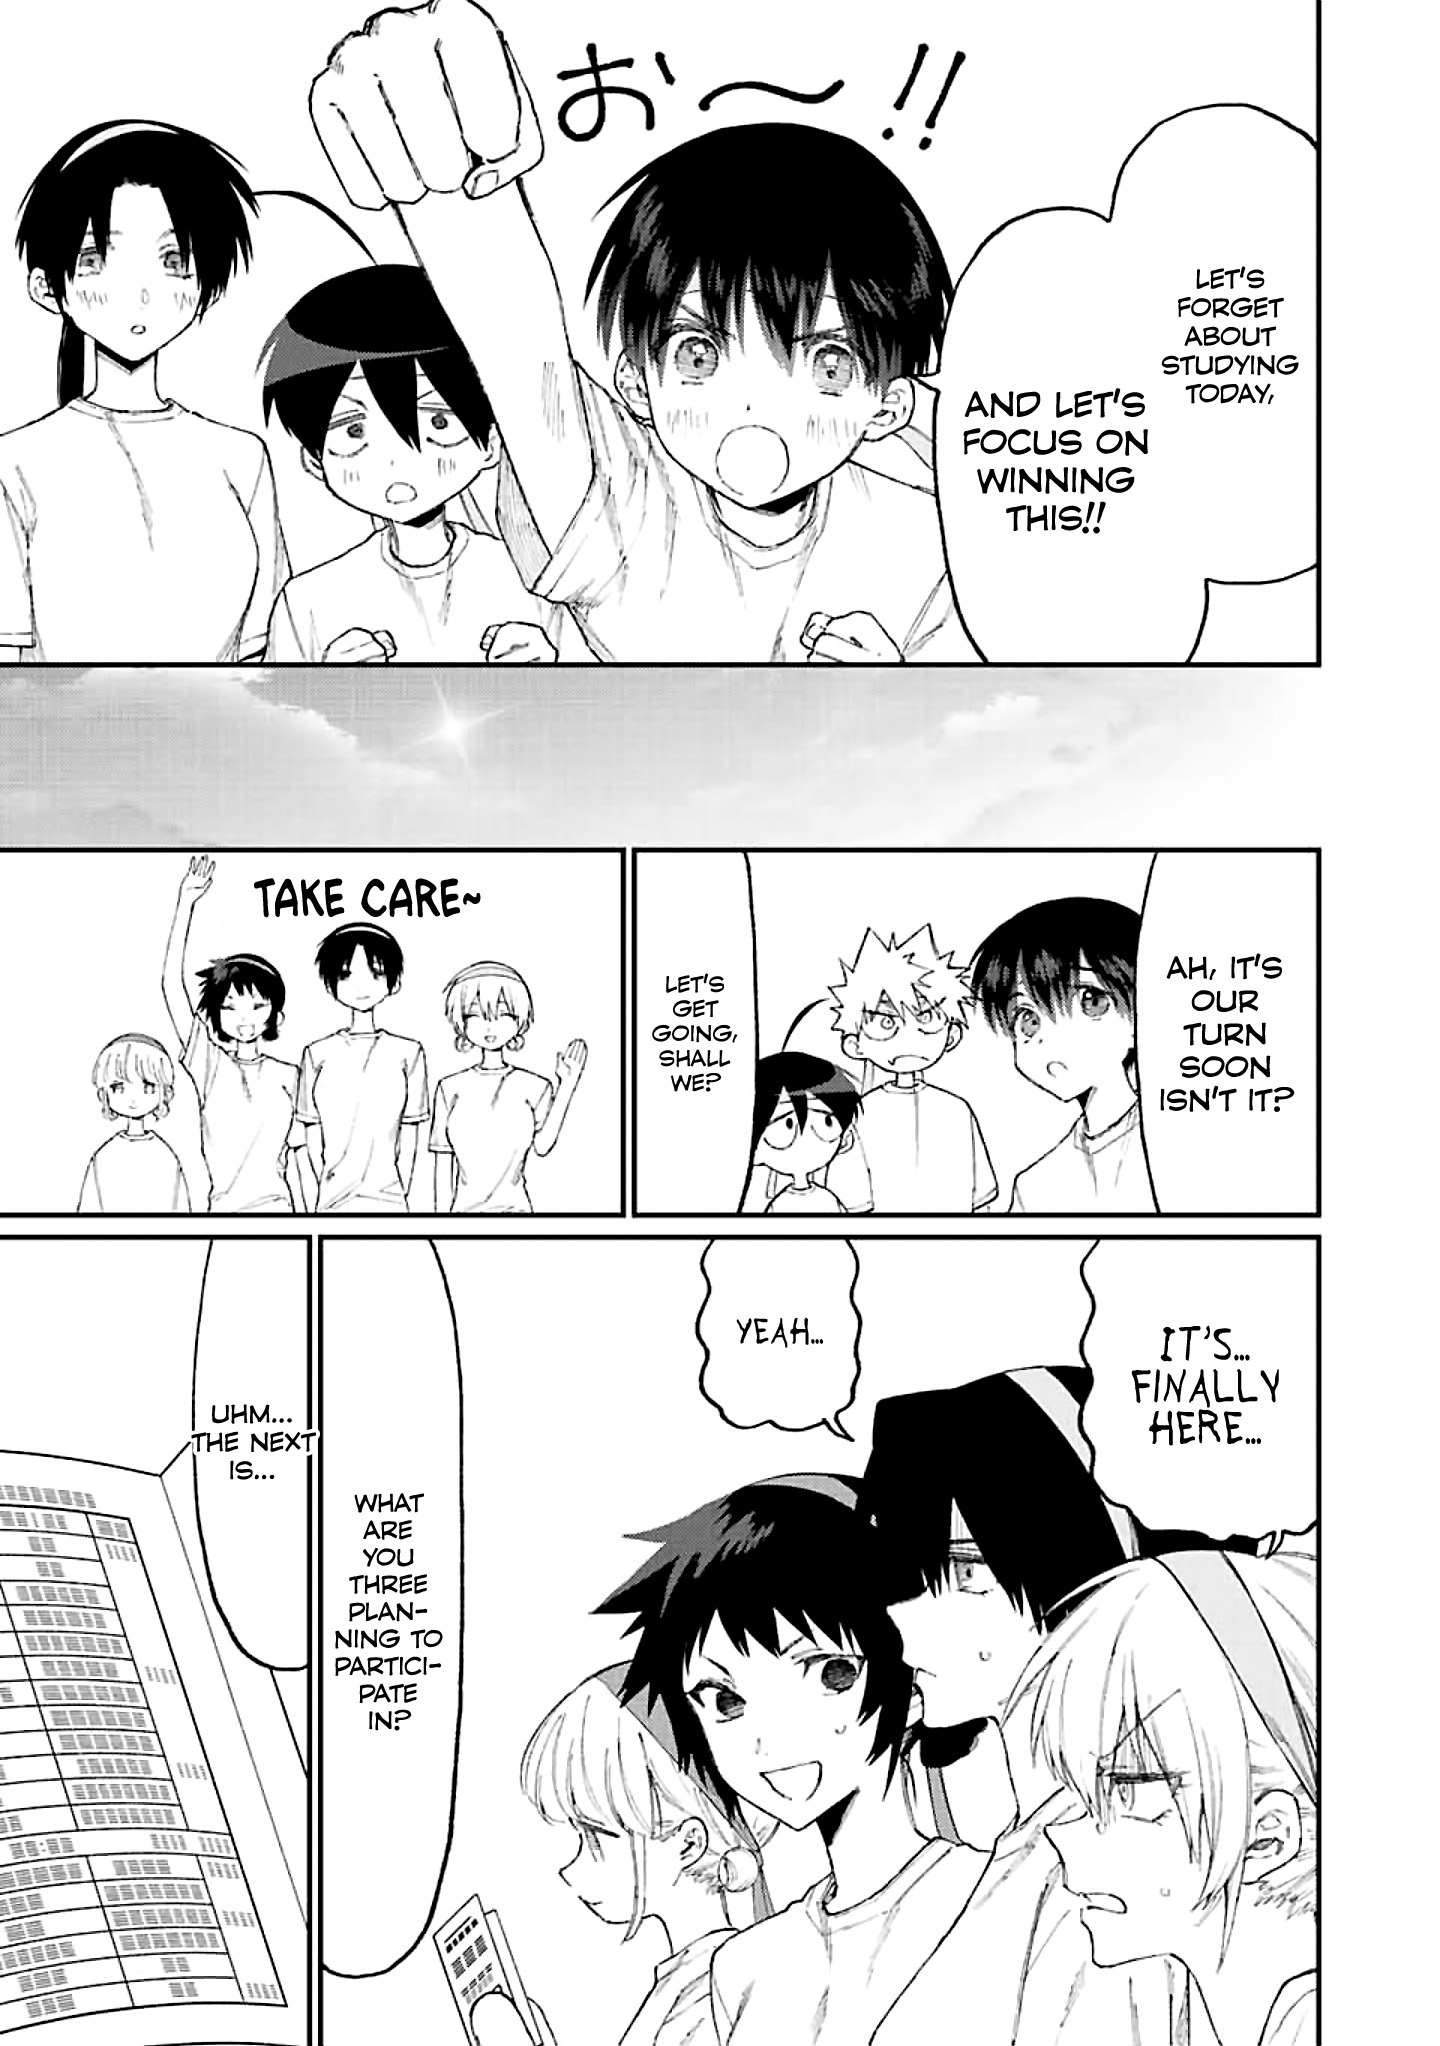 LET'S
FORGET
ABOUT
STUDYING
TODAY,
AND LET'S
FOCUS ON
WINNING
THIS!!
お〜!!
AH, IT'S
OUR
TURN
SOON
ISN'T IT?
LET'S
GET
GOING,
SHALL
WE?
TAKE CARE~
IT'S...
FINALLY
HERE...
YEAH...
WHAT
ARE
YOU
THREE
PLAN-
NING TO
PARTICI-
PATE
IN?
UHM...
THE NEXT
IS...